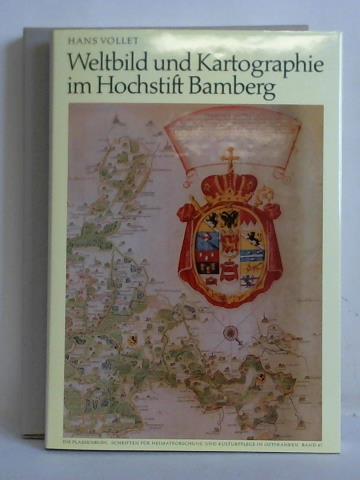 HANS VOLLET
Weltbild und Kartographie
im Hochstift Bamberg
DIE PLASSENBURG. SCHRIFTEN FÜR HEIMATFORSCHUNG UND KULTURPFLEGE IN OSTFRANKEN. BAND 47